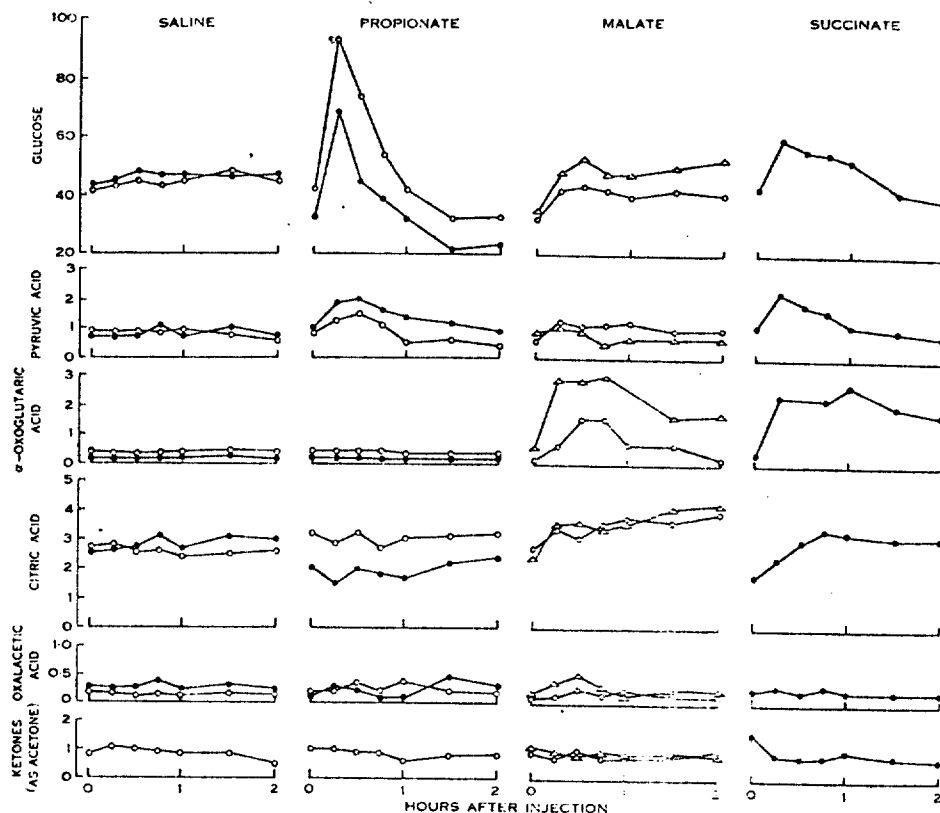 SALINE PROPIONATE MALATE SUCCINATE
GLUCOSE
100
80
60
40
20
PYRUVIC ACID
3
2
1
0
α-OXOGLUTARIC ACID
3
2
1
0
CITRIC ACID
5
4
3
2
1
0
OXALACETIC ACID
1·0
0·5
0
KETONES (AS ACETONE)
2
1
0
0 1 2 0 1 2 0 1 2 0 1 2
HOURS AFTER INJECTION